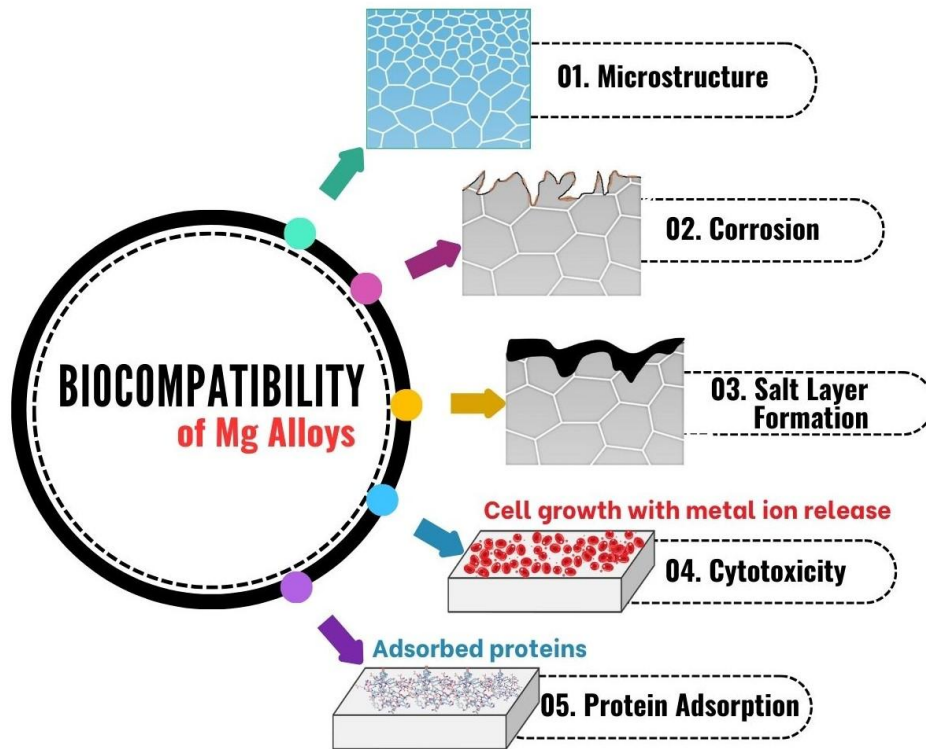 BIOCOMPATIBILITY
of Mg Alloys
01. Microstructure
02. Corrosion
03. Salt Layer
Formation
Cell growth with metal ion release
04. Cytotoxicity
Adsorbed proteins
05. Protein Adsorption